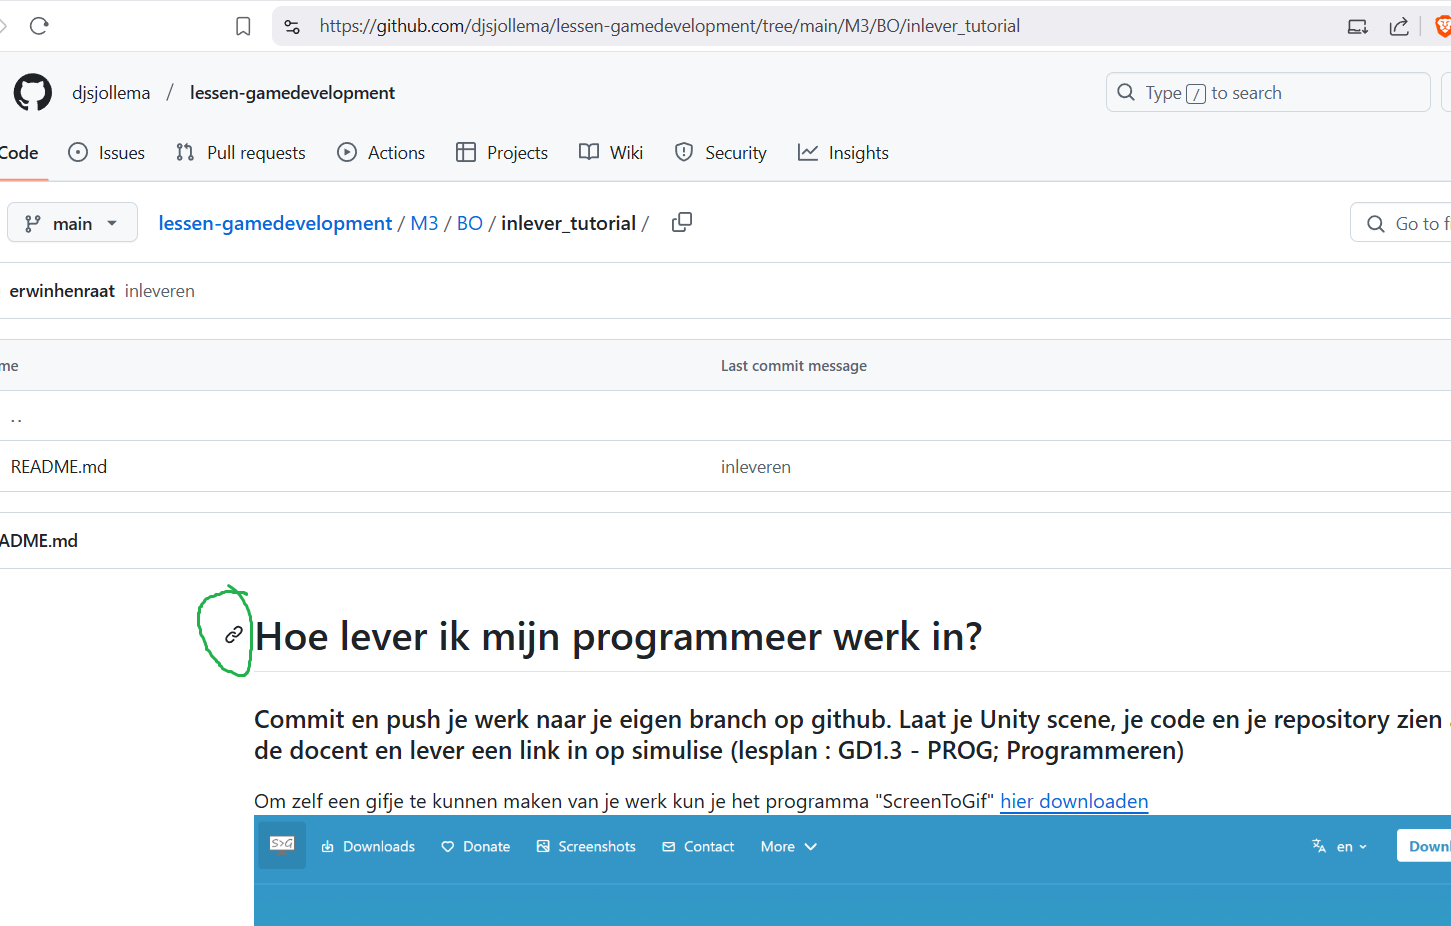 https://github.com/djsjollema/lessen-gamedevelopment/tree/main/M3/BO/inlever_tutorial
djsjollema / lessen-gamedevelopment
Type / to search
Code Issues Pull requests Actions Projects Wiki Security Insights
main lessen-gamedevelopment / M3 / BO / inlever_tutorial /
Go to f
erwinhenraat inleveren
me Last commit message
..
README.md inleveren
ADME.md
Hoe lever ik mijn programmeer werk in?
Commit en push je werk naar je eigen branch op github. Laat je Unity scene, je code en je repository zien
de docent en lever een link in op simulise (lesplan : GD1.3 - PROG; Programmeren)
Om zelf een gifje te kunnen maken van je werk kun je het programma "ScreenToGif" hier downloaden
S>G Downloads Donate Screenshots Contact More en Downl